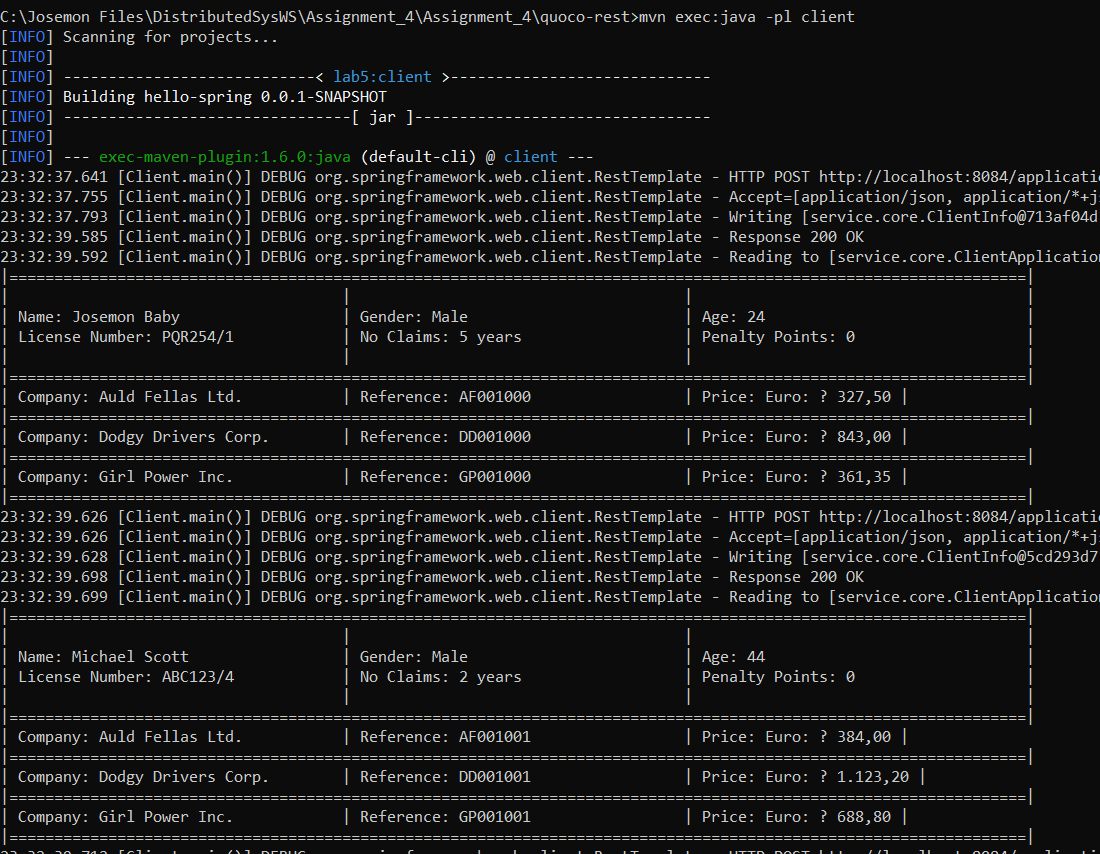 C:\Josemon Files\DistributedSysWS\Assignment_4\Assignment_4\quoco-rest>mvn exec:java -pl client
[INFO] Scanning for projects...
[INFO]
[INFO] ----------------------------< lab5:client >-----------------------------
[INFO] Building hello-spring 0.0.1-SNAPSHOT
[INFO] --------------------------------[ jar ]---------------------------------
[INFO]
[INFO] --- exec-maven-plugin:1.6.0:java (default-cli) @ client ---
23:32:37.641 [Client.main()] DEBUG org.springframework.web.client.RestTemplate - HTTP POST http://localhost:8084/applicatio
23:32:37.755 [Client.main()] DEBUG org.springframework.web.client.RestTemplate - Accept=[application/json, application/*+js
23:32:37.793 [Client.main()] DEBUG org.springframework.web.client.RestTemplate - Writing [service.core.ClientInfo@713af04d
23:32:39.585 [Client.main()] DEBUG org.springframework.web.client.RestTemplate - Response 200 OK
23:32:39.592 [Client.main()] DEBUG org.springframework.web.client.RestTemplate - Reading to [service.core.ClientApplication
|=================================================================================================================|
| | | |
| Name: Josemon Baby | Gender: Male | Age: 24 |
| License Number: PQR254/1 | No Claims: 5 years | Penalty Points: 0 |
| | | |
|=================================================================================================================|
| Company: Auld Fellas Ltd. | Reference: AF001000 | Price: Euro: ? 327,50 |
|=================================================================================================================|
| Company: Dodgy Drivers Corp. | Reference: DD001000 | Price: Euro: ? 843,00 |
|=================================================================================================================|
| Company: Girl Power Inc. | Reference: GP001000 | Price: Euro: ? 361,35 |
|=================================================================================================================|
23:32:39.626 [Client.main()] DEBUG org.springframework.web.client.RestTemplate - HTTP POST http://localhost:8084/applicatio
23:32:39.626 [Client.main()] DEBUG org.springframework.web.client.RestTemplate - Accept=[application/json, application/*+js
23:32:39.628 [Client.main()] DEBUG org.springframework.web.client.RestTemplate - Writing [service.core.ClientInfo@5cd293d7
23:32:39.698 [Client.main()] DEBUG org.springframework.web.client.RestTemplate - Response 200 OK
23:32:39.699 [Client.main()] DEBUG org.springframework.web.client.RestTemplate - Reading to [service.core.ClientApplication
|=================================================================================================================|
| | | |
| Name: Michael Scott | Gender: Male | Age: 44 |
| License Number: ABC123/4 | No Claims: 2 years | Penalty Points: 0 |
| | | |
|=================================================================================================================|
| Company: Auld Fellas Ltd. | Reference: AF001001 | Price: Euro: ? 384,00 |
|=================================================================================================================|
| Company: Dodgy Drivers Corp. | Reference: DD001001 | Price: Euro: ? 1.123,20 |
|=================================================================================================================|
| Company: Girl Power Inc. | Reference: GP001001 | Price: Euro: ? 688,80 |
|=================================================================================================================|